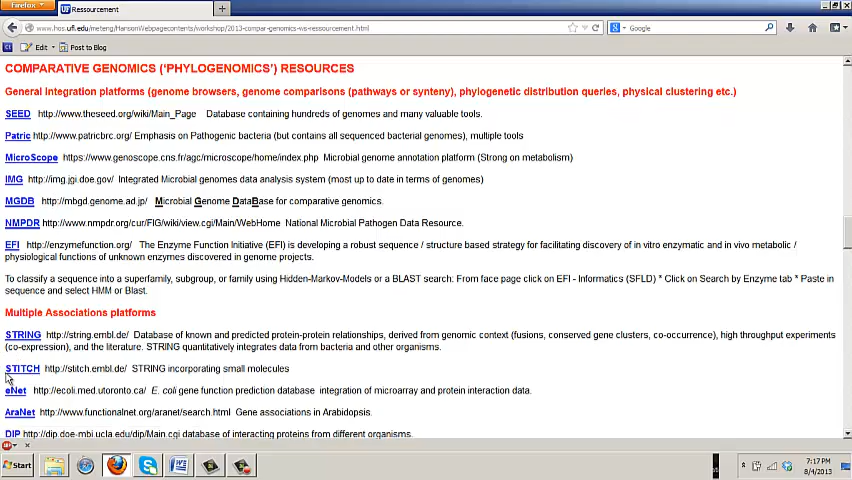 Firefox
Ressourcement
www.hos.ufl.edu/meteng/HansonWebpagecontents/workshop/2013-compar-genomics-ws-ressourcement.html
Google
Edit
Post to Blog
COMPARATIVE GENOMICS ('PHYLOGENOMICS') RESOURCES
General Integration platforms (genome browsers, genome comparisons (pathways or synteny), phylogenetic distribution queries, physical clustering etc.)
SEED http://www.theseed.org/wiki/Main_Page Database containing hundreds of genomes and many valuable tools.
Patric http://www.patricbrc.org/ Emphasis on Pathogenic bacteria (but contains all sequenced bacterial genomes), multiple tools
MicroScope https://www.genoscope.cns.fr/agc/microscope/home/index.php Microbial genome annotation platform (Strong on metabolism)
IMG http://img.jgi.doe.gov/ Integrated Microbial genomes data analysis system (most up to date in terms of genomes)
MGDB http://mbgd.genome.ad.jp/ Microbial Genome DataBase for comparative genomics.
NMPDR http://www.nmpdr.org/cur/FIG/wiki/view.cgi/Main/WebHome National Microbial Pathogen Data Resource.
EFI http://enzymefunction.org/ The Enzyme Function Initiative (EFI) is developing a robust sequence / structure based strategy for facilitating discovery of in vitro enzymatic and in vivo metabolic /
physiological functions of unknown enzymes discovered in genome projects.
To classify a sequence into a superfamily, subgroup, or family using Hidden-Markov-Models or a BLAST search: From face page click on EFI - Informatics (SFLD) * Click on Search by Enzyme tab * Paste in
sequence and select HMM or Blast.
Multiple Associations platforms
STRING http://string.embl.de/ Database of known and predicted protein-protein relationships, derived from genomic context (fusions, conserved gene clusters, co-occurrence), high throughput experiments
(co-expression), and the literature. STRING quantitatively integrates data from bacteria and other organisms.
STITCH http://stitch.embl.de/ STRING incorporating small molecules
eNet http://ecoli.med.utoronto.ca/ E. coli gene function prediction database integration of microarray and protein interaction data.
AraNet http://www.functionalnet.org/aranet/search.html Gene associations in Arabidopsis.
DIP http://dip.doe-mbi.ucla.edu/dip/Main.cgi database of interacting proteins from different organisms.
Start
7:17 PM
8/4/2013